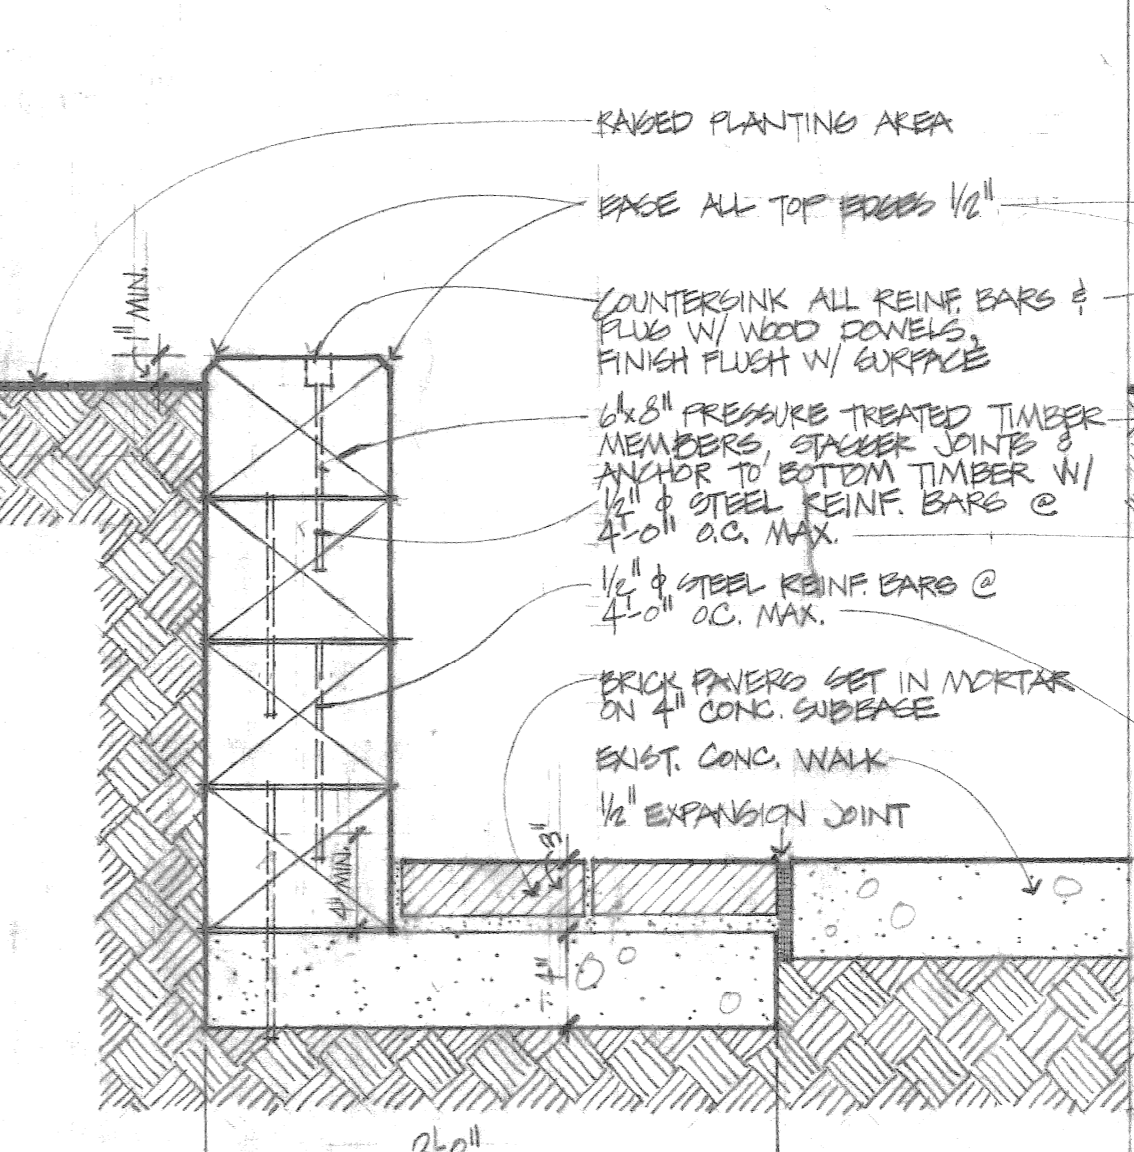 RAISED PLANTING AREA
EASE ALL TOP EDGES 1/2"
1" MIN.
COUNTERSINK ALL REINF. BARS &
PLUG W/ WOOD DOWELS,
FINISH FLUSH W/ SURFACE
6"x8" PRESSURE TREATED TIMBER
MEMBERS, STAGGER JOINTS &
ANCHOR TO BOTTOM TIMBER W/
1/2" ϕ STEEL REINF. BARS @
4'-0" O.C. MAX.
1/2" ϕ STEEL REINF. BARS @
4'-0" O.C. MAX.
BRICK PAVERS SET IN MORTAR
ON 4" CONC. SUBBASE
EXIST. CONC. WALK
1/2" EXPANSION JOINT
3"
4" MIN.
4"